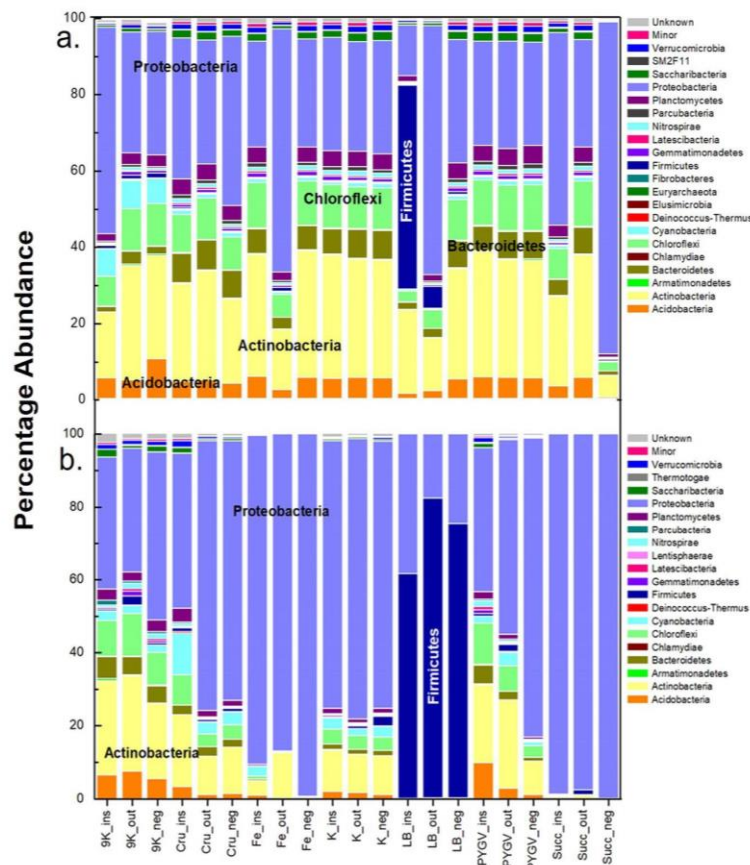 Percentage Abundance
a.
100
80
60
40
20
0
Proteobacteria
Chloroflexi
Firmicutes
Bacteroidetes
Actinobacteria
Acidobacteria
Unknown
Minor
Verrucomicrobia
SM2F11
Saccharibacteria
Proteobacteria
Planctomycetes
Parcubacteria
Nitrospirae
Latescibacteria
Gemmatimonadetes
Firmicutes
Fibrobacteres
Euryarchaeota
Elusimicrobia
Deinococcus-Thermus
Cyanobacteria
Chloroflexi
Chlamydiae
Bacteroidetes
Armatimonadetes
Actinobacteria
Acidobacteria
b.
100
80
60
40
20
0
Proteobacteria
Firmicutes
Actinobacteria
Unknown
Minor
Verrucomicrobia
Thermotogae
Saccharibacteria
Proteobacteria
Planctomycetes
Parcubacteria
Nitrospirae
Lentisphaerae
Latescibacteria
Gemmatimonadetes
Firmicutes
Deinococcus-Thermus
Cyanobacteria
Chloroflexi
Chlamydiae
Bacteroidetes
Armatimonadetes
Actinobacteria
Acidobacteria
9K_ins
9K_out
9K_neg
Cru_ins
Cru_out
Cru_neg
Fe_ins
Fe_out
Fe_neg
K_ins
K_out
K_neg
LB_ins
LB_out
LB_neg
PYGV_ins
PYGV_out
PYGV_neg
Succ_ins
Succ_out
Succ_neg